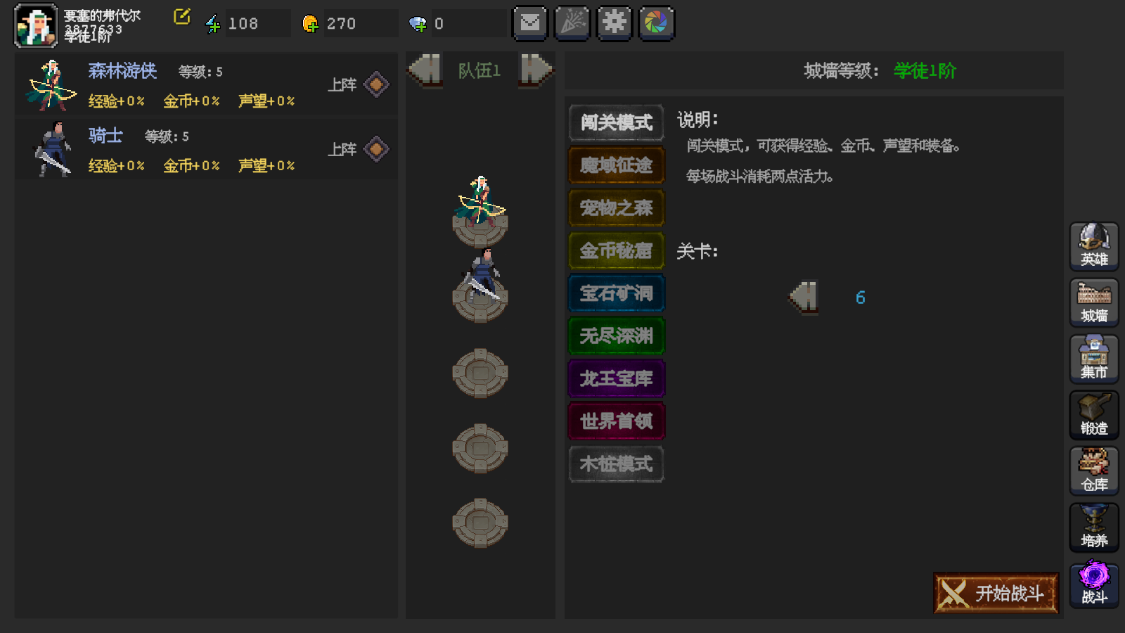 要塞的弗代尔
2877633
学徒1阶
108
270
0
森林游侠 等级: 5
经验+0% 金币+0% 声望+0%
上阵
骑士 等级: 5
经验+0% 金币+0% 声望+0%
上阵
队伍1
城墙等级: 学徒1阶
闯关模式
魔域征途
宠物之森
金币秘窟
宝石矿洞
无尽深渊
龙王宝库
世界首领
木桩模式
说明:
闯关模式，可获得经验、金币、声望和装备。
每场战斗消耗两点活力。
关卡:
6
开始战斗
英雄
城墙
集市
锻造
仓库
培养
战斗